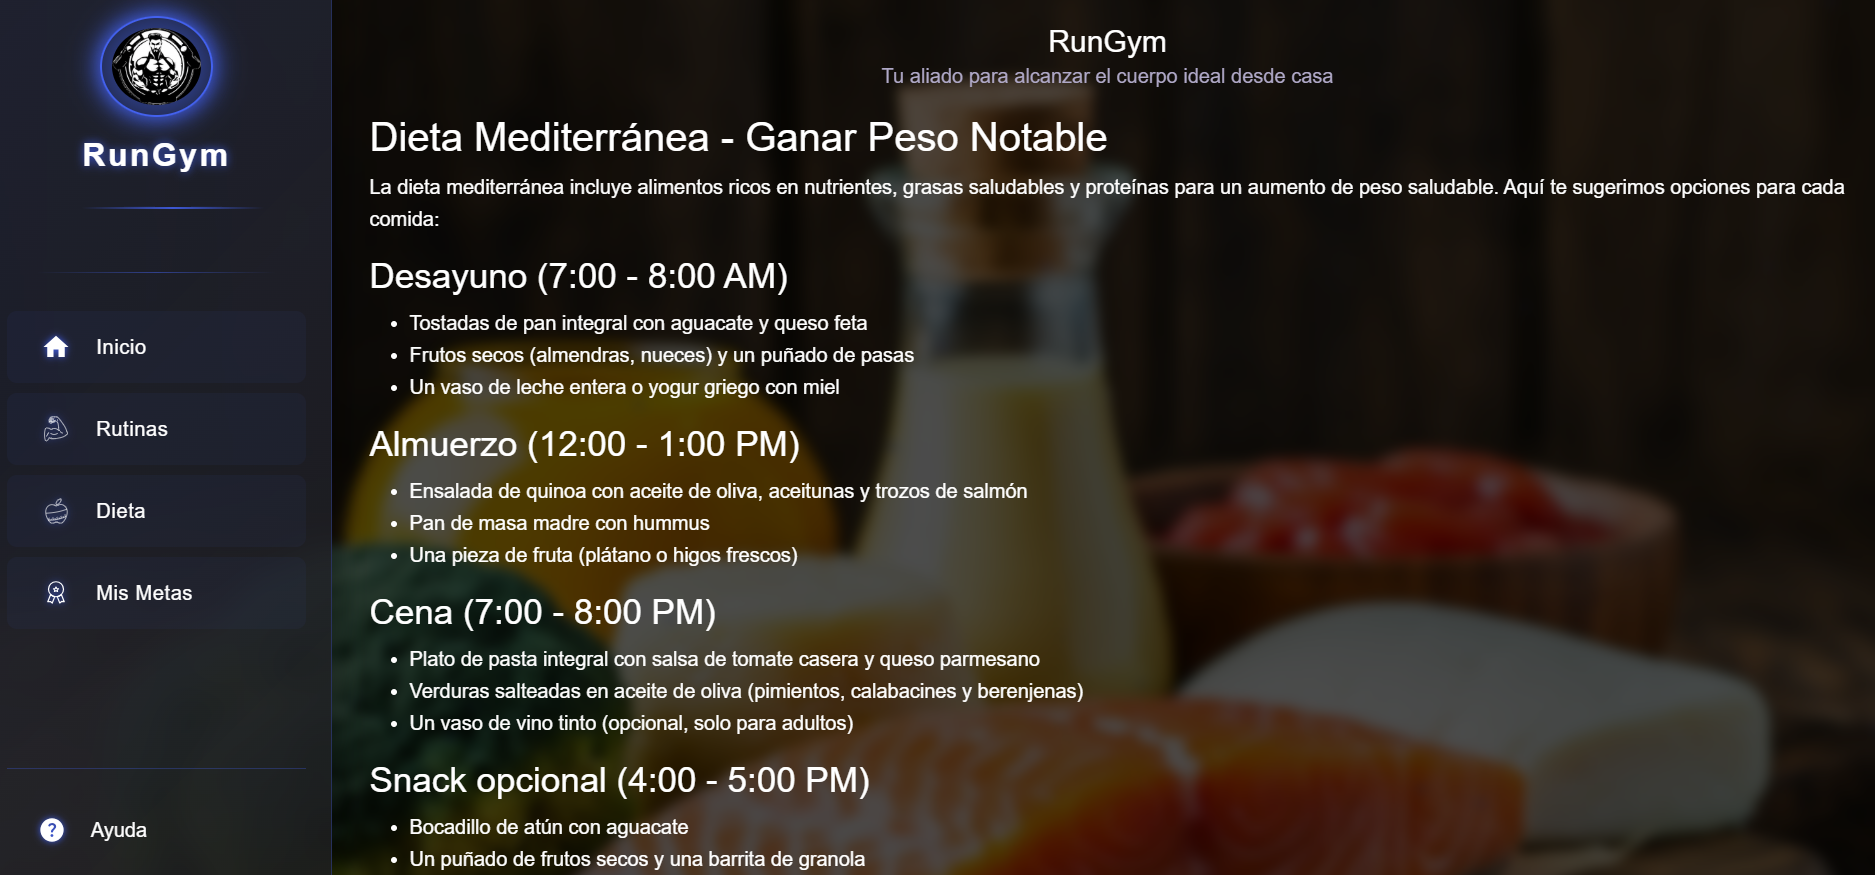 RunGym
Inicio
Rutinas
Dieta
Mis Metas
Ayuda
RunGym
Tu aliado para alcanzar el cuerpo ideal desde casa
Dieta Mediterránea - Ganar Peso Notable
La dieta mediterránea incluye alimentos ricos en nutrientes, grasas saludables y proteínas para un aumento de peso saludable. Aquí te sugerimos opciones para cada
comida:
Desayuno (7:00 - 8:00 AM)
• Tostadas de pan integral con aguacate y queso feta
• Frutos secos (almendras, nueces) y un puñado de pasas
• Un vaso de leche entera o yogur griego con miel
Almuerzo (12:00 - 1:00 PM)
• Ensalada de quinoa con aceite de oliva, aceitunas y trozos de salmón
• Pan de masa madre con hummus
• Una pieza de fruta (plátano o higos frescos)
Cena (7:00 - 8:00 PM)
• Plato de pasta integral con salsa de tomate casera y queso parmesano
• Verduras salteadas en aceite de oliva (pimientos, calabacines y berenjenas)
• Un vaso de vino tinto (opcional, solo para adultos)
Snack opcional (4:00 - 5:00 PM)
• Bocadillo de atún con aguacate
• Un puñado de frutos secos y una barrita de granola